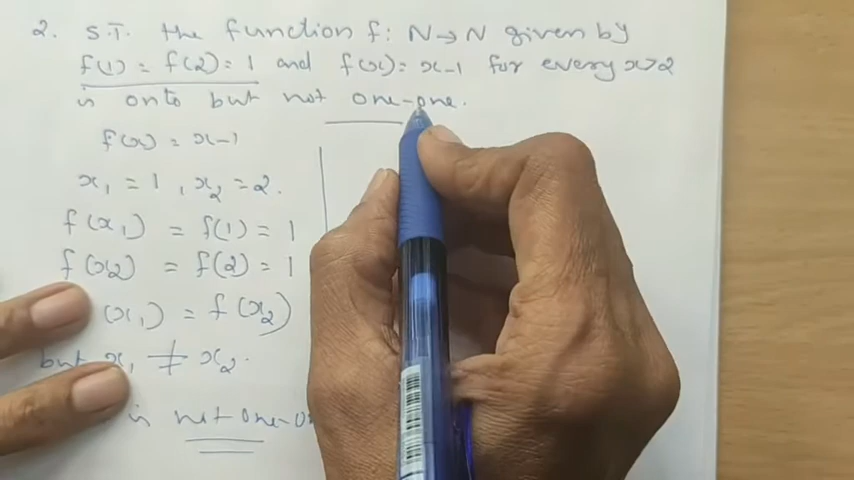 2. S.T. the function f: N→N given by
f(1) = f(2) = 1 and f(x) = x-1 for every x>2
is onto but not one-one.
f(x) = x-1
x₁ = 1, x₂ = 2.
f(x₁) = f(1) = 1
f(x₂) = f(2) = 1
(x₁) = f(x₂)
but x₁ ≠ x₂.
is not one-